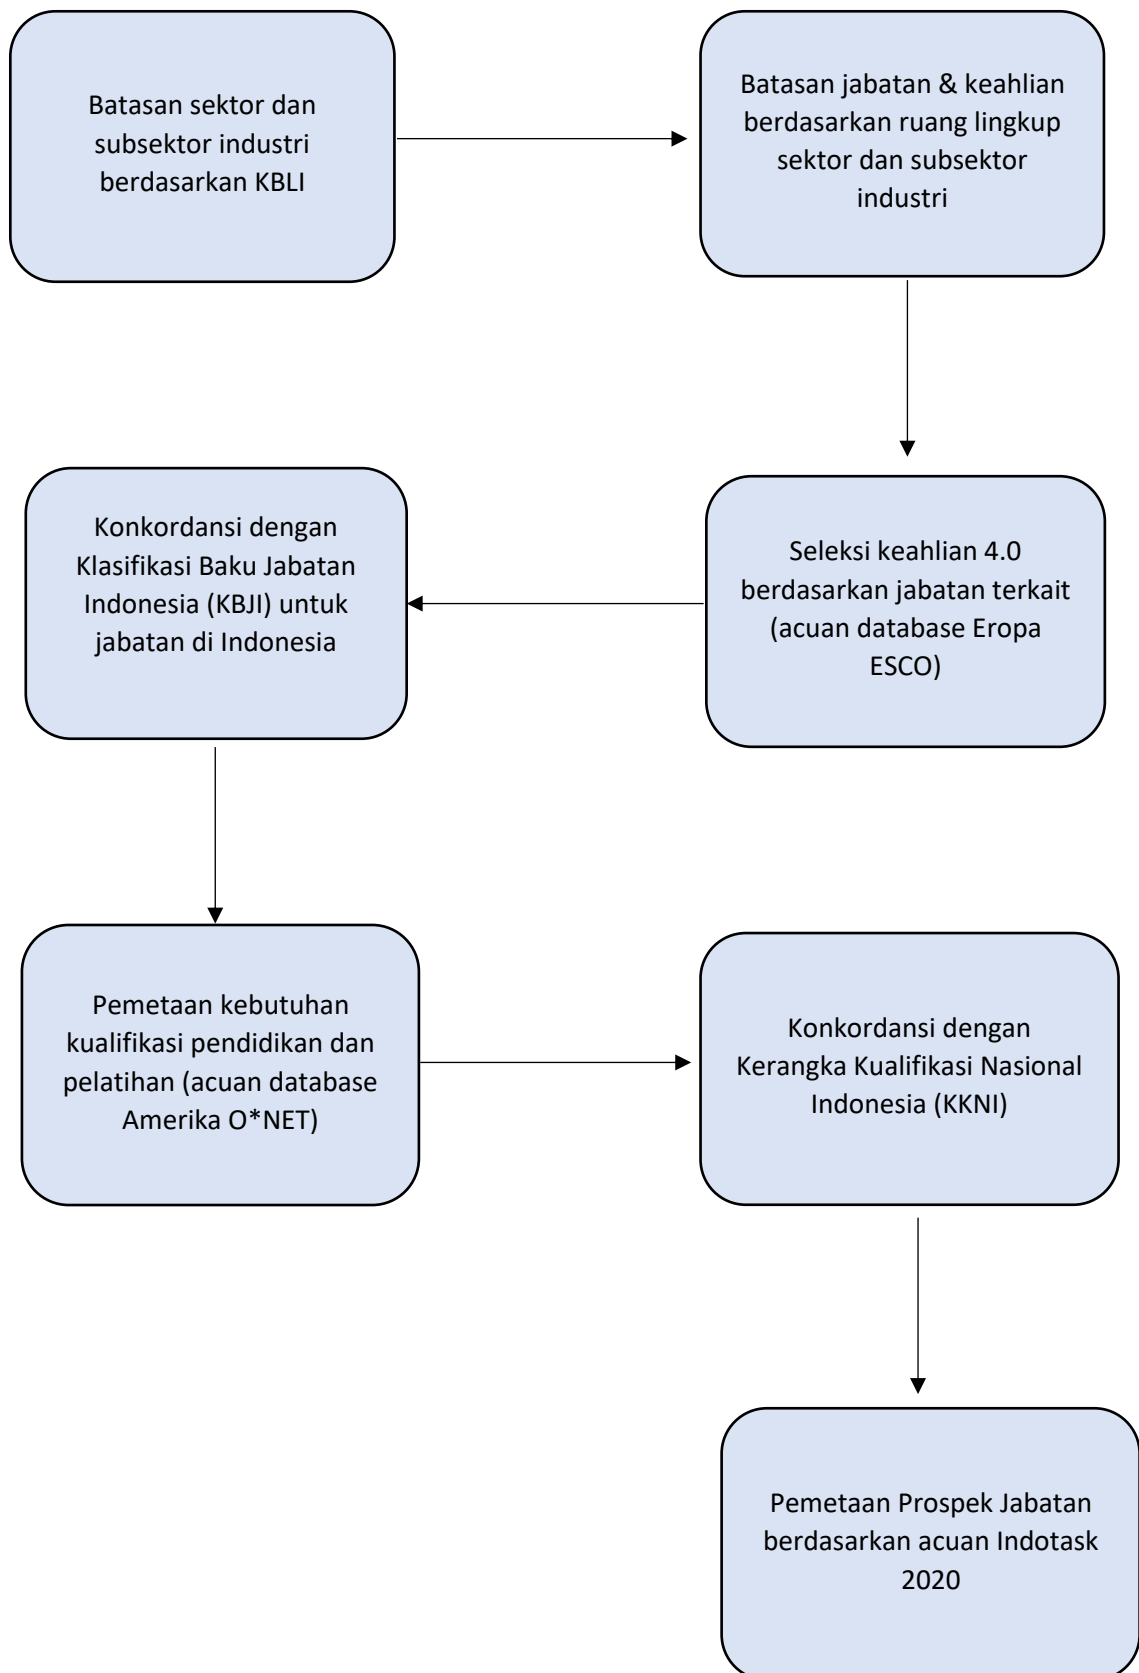 Batasan sektor dan
subsektor industri
berdasarkan KBLI
Batasan jabatan & keahlian
berdasarkan ruang lingkup
sektor dan subsektor
industri
Seleksi keahlian 4.0
berdasarkan jabatan terkait
(acuan database Eropa
ESCO)
Konkordansi dengan
Klasifikasi Baku Jabatan
Indonesia (KBJI) untuk
jabatan di Indonesia
Pemetaan kebutuhan
kualifikasi pendidikan dan
pelatihan (acuan database
Amerika O*NET)
Konkordansi dengan
Kerangka Kualifikasi Nasional
Indonesia (KKNI)
Pemetaan Prospek Jabatan
berdasarkan acuan Indotask
2020